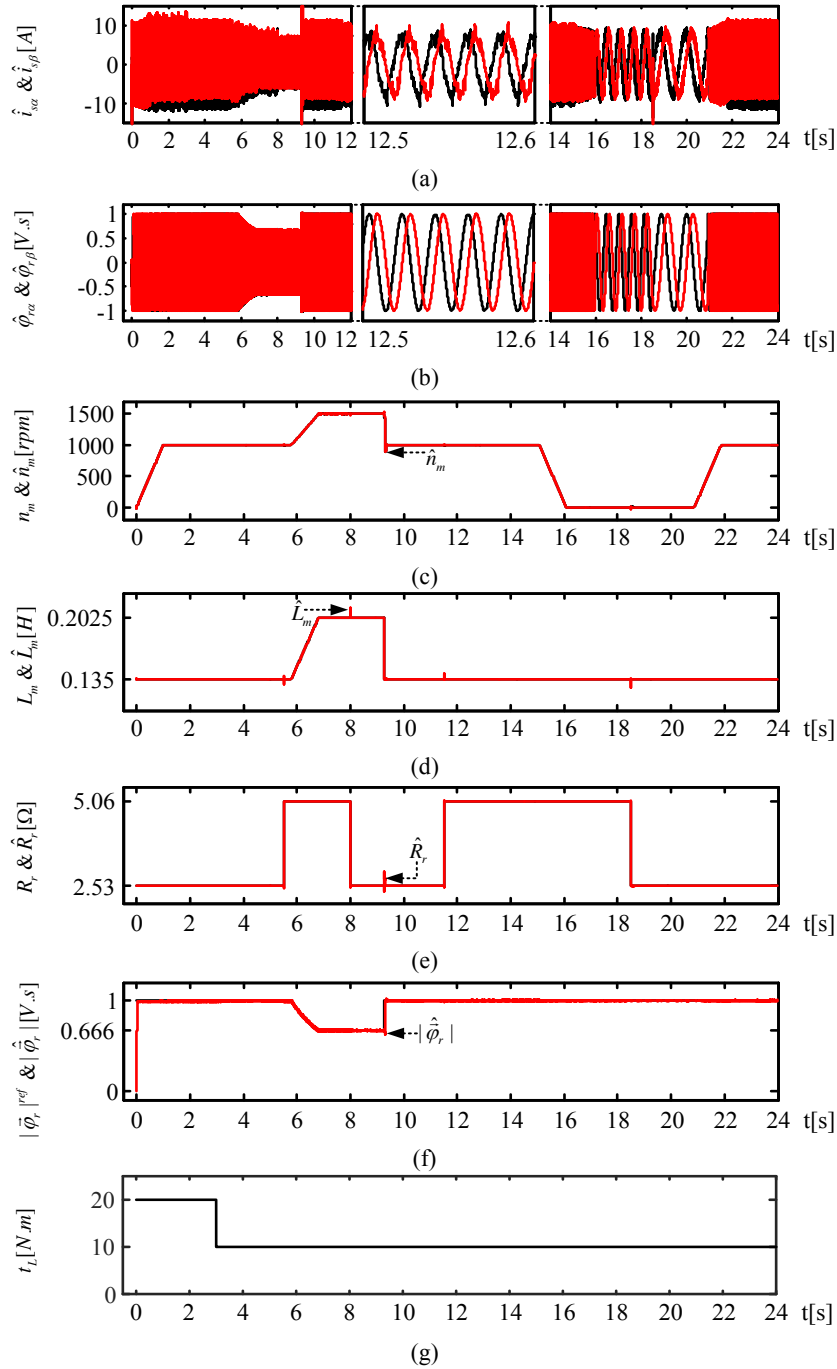 î_sα & î_sβ [A]
10
0
-10
0 2 4 6 8 10 12 12.5 12.6 14 16 18 20 22 24 t[s]
(a)
φ̂_rα & φ̂_rβ [V.s]
1
0.5
0
-0.5
-1
0 2 4 6 8 10 12 12.5 12.6 14 16 18 20 22 24 t[s]
(b)
n_m & n̂_m [rpm]
1500
1000
500
0
n̂_m
0 2 4 6 8 10 12 14 16 18 20 22 24 t[s]
(c)
L_m & L̂_m [H]
0.2025
0.135
L̂_m
0 2 4 6 8 10 12 14 16 18 20 22 24 t[s]
(d)
R_r & R̂_r [Ω]
5.06
2.53
R̂_r
0 2 4 6 8 10 12 14 16 18 20 22 24 t[s]
(e)
|φ⃗_r|^ref & |φ̂⃗_r| [V.s]
1
0.666
0
|φ̂⃗_r|
0 2 4 6 8 10 12 14 16 18 20 22 24 t[s]
(f)
t_L [N.m]
20
10
0
0 2 4 6 8 10 12 14 16 18 20 22 24 t[s]
(g)